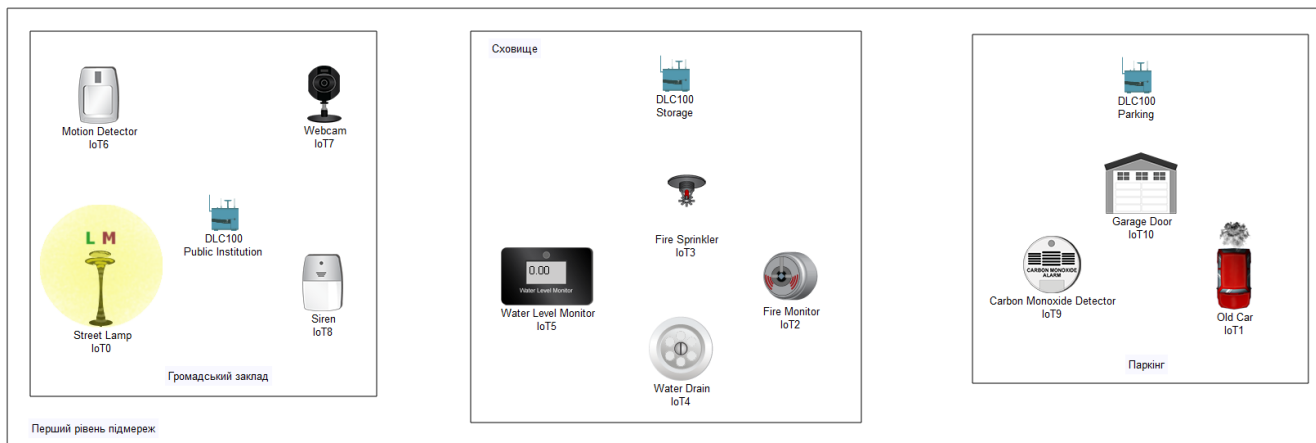 Motion Detector
IoT6
Webcam
IoT7
L M
DLC100
Public Institution
Street Lamp
IoT0
Siren
IoT8
Громадський заклад
Сховище
DLC100
Storage
Fire Sprinkler
IoT3
0.00
Water Level Monitor
Water Level Monitor
IoT5
Fire Monitor
IoT2
Water Drain
IoT4
DLC100
Parking
Garage Door
IoT10
CARBON MONOXIDE
ALARM
Carbon Monoxide Detector
IoT9
Old Car
IoT1
Паркінг
Перший рівень підмереж